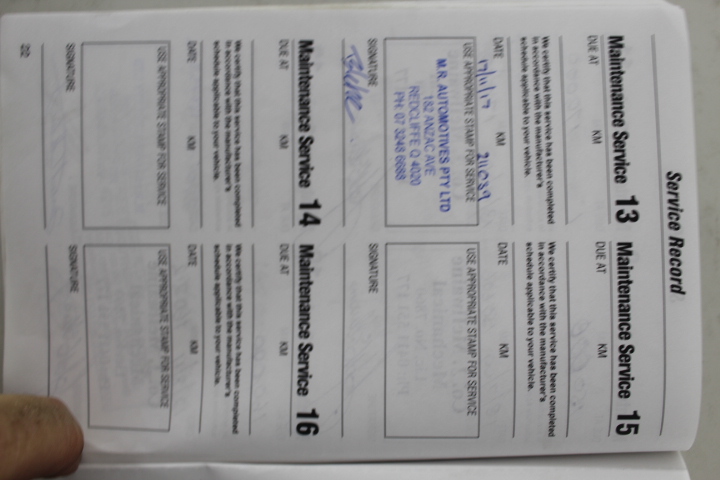 Service Record
Maintenance Service 13
DUE AT KM
We certify that this service has been completed
in accordance with the manufacturer's
schedule applicable to your vehicle.
DATE KM 211089
USE APPROPRIATE STAMP FOR SERVICE
M.R. AUTOMOTIVES PTY LTD
182 ANZAC AVE
REDCLIFFE Q 4020
PH: 07 3248 6688
SIGNATURE
Maintenance Service 14
DUE AT KM
We certify that this service has been completed
in accordance with the manufacturer's
schedule applicable to your vehicle.
DATE KM
USE APPROPRIATE STAMP FOR SERVICE
SIGNATURE
22
Maintenance Service 15
DUE AT KM
We certify that this service has been completed
in accordance with the manufacturer's
schedule applicable to your vehicle.
DATE KM
USE APPROPRIATE STAMP FOR SERVICE
SIGNATURE
Maintenance Service 16
DUE AT KM
We certify that this service has been completed
in accordance with the manufacturer's
schedule applicable to your vehicle.
DATE KM
USE APPROPRIATE STAMP FOR SERVICE
SIGNATURE